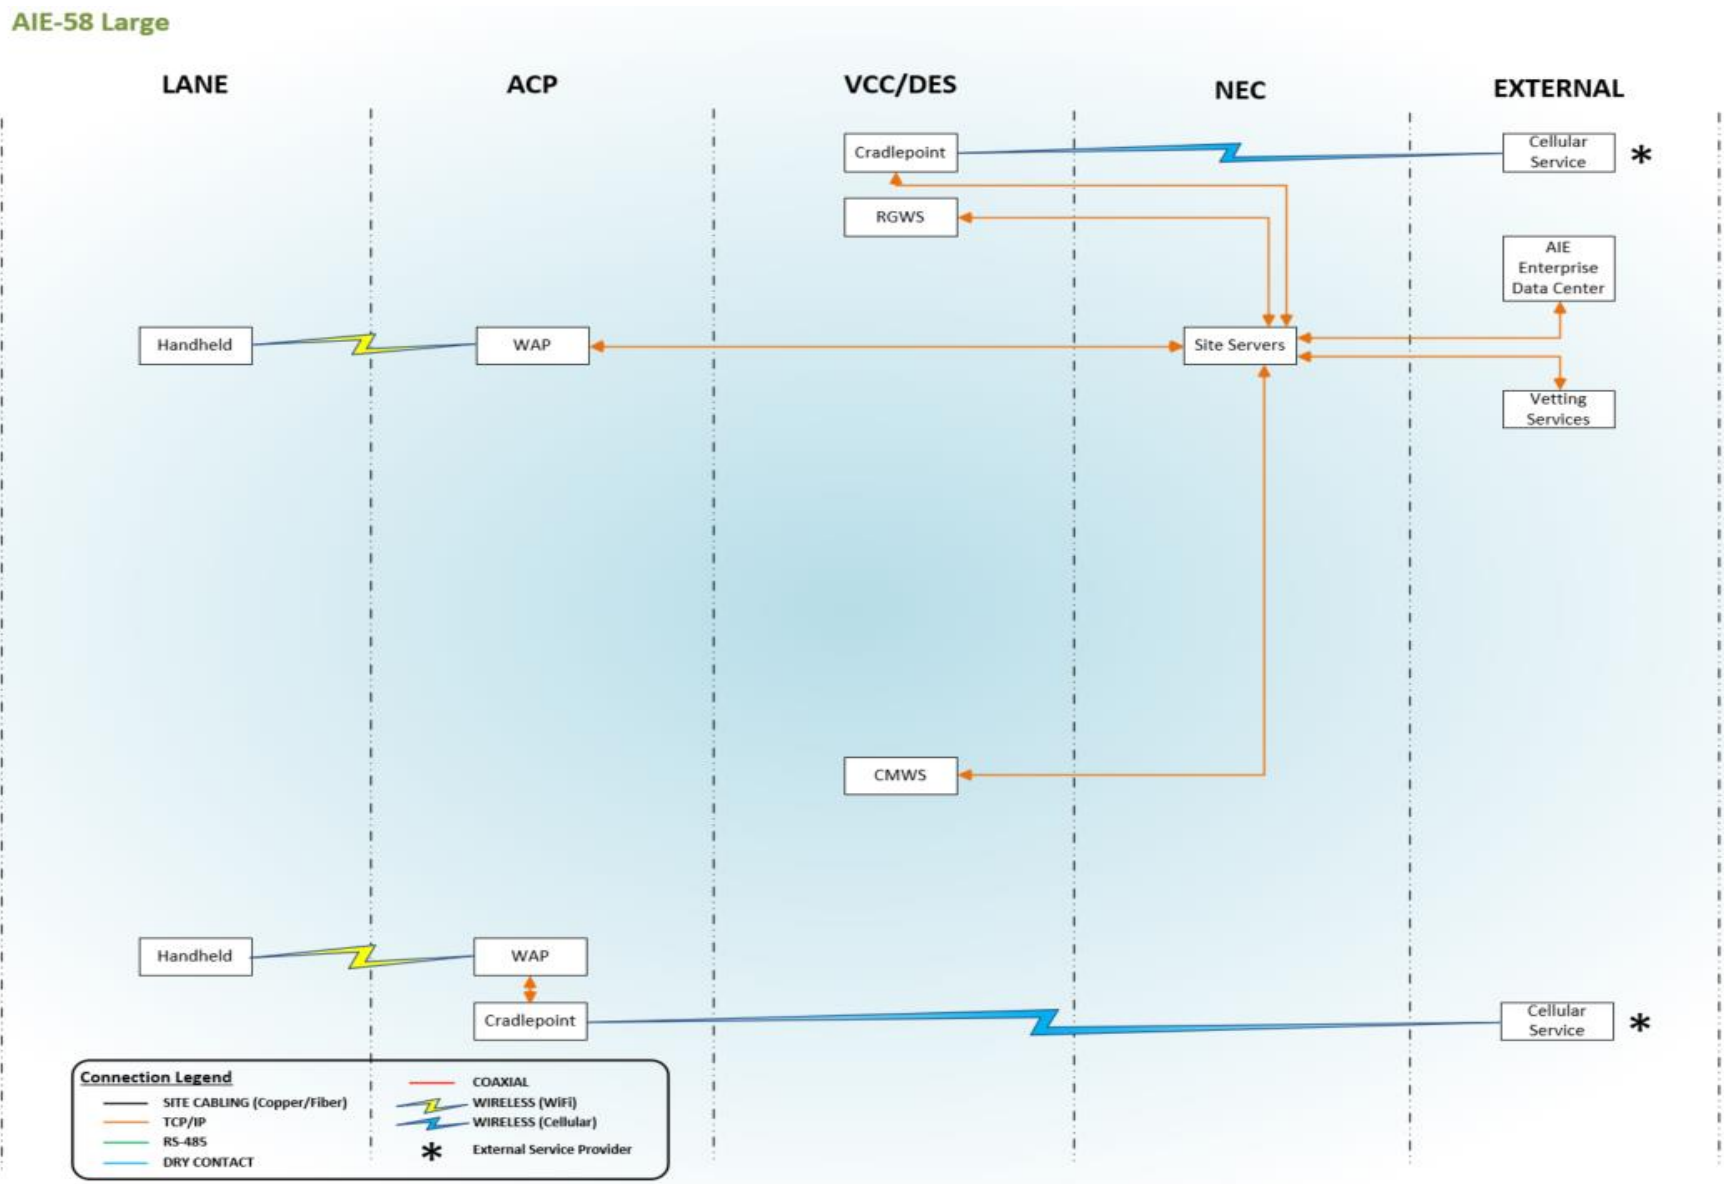 AIE-58 Large
LANE
ACP
VCC/DES
NEC
EXTERNAL
Cradlepoint
Cellular
Service
*
RGWS
AIE
Enterprise
Data Center
Handheld
WAP
Site Servers
Vetting
Services
CMWS
Handheld
WAP
Cradlepoint
Cellular
Service
*
Connection Legend
SITE CABLING (Copper/Fiber)
TCP/IP
RS-485
DRY CONTACT
COAXIAL
WIRELESS (WiFi)
WIRELESS (Cellular)
* External Service Provider